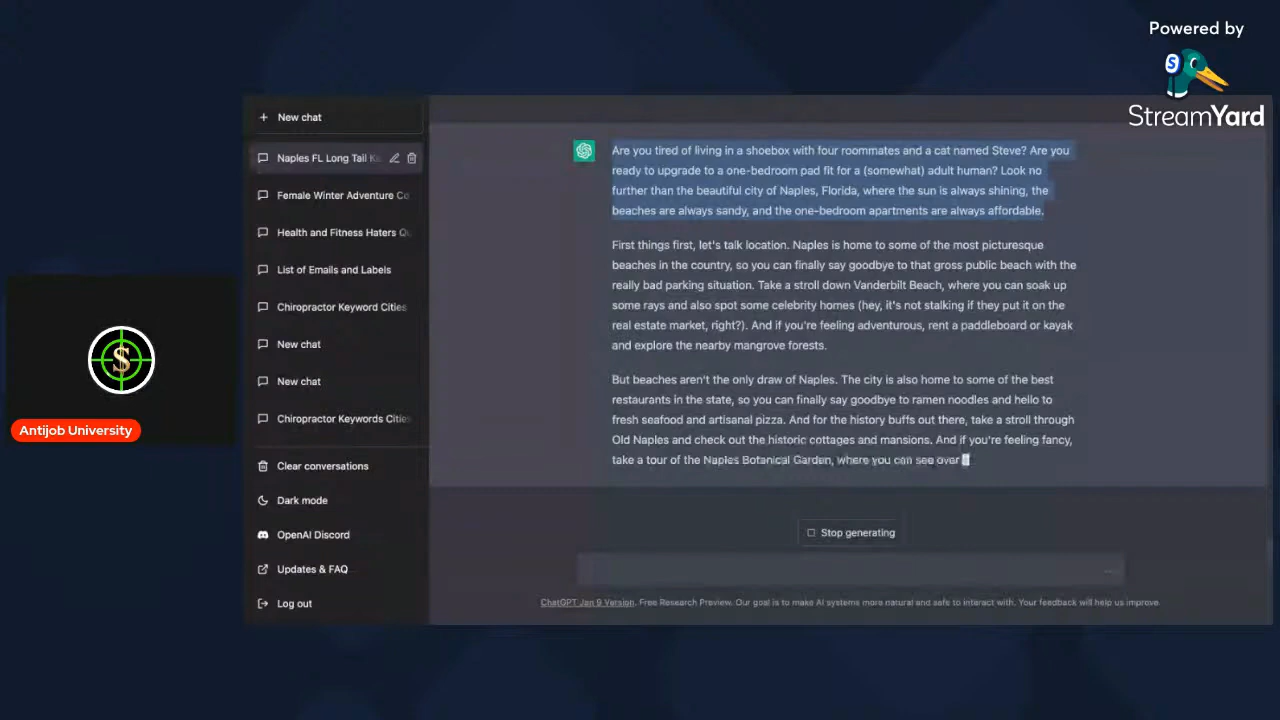 Powered by
S
StreamYard
+ New chat
Naples FL Long Tail Ke
Female Winter Adventure Co
Health and Fitness Haters Qu
List of Emails and Labels
Chiropractor Keyword Cities
New chat
New chat
Chiropractor Keywords Cities
Clear conversations
Dark mode
OpenAI Discord
Updates & FAQ
Log out
Are you tired of living in a shoebox with four roommates and a cat named Steve? Are you
ready to upgrade to a one-bedroom pad fit for a (somewhat) adult human? Look no
further than the beautiful city of Naples, Florida, where the sun is always shining, the
beaches are always sandy, and the one-bedroom apartments are always affordable.
First things first, let's talk location. Naples is home to some of the most picturesque
beaches in the country, so you can finally say goodbye to that gross public beach with the
really bad parking situation. Take a stroll down Vanderbilt Beach, where you can soak up
some rays and also spot some celebrity homes (hey, it's not stalking if they put it on the
real estate market, right?). And if you're feeling adventurous, rent a paddleboard or kayak
and explore the nearby mangrove forests.
But beaches aren't the only draw of Naples. The city is also home to some of the best
restaurants in the state, so you can finally say goodbye to ramen noodles and hello to
fresh seafood and artisanal pizza. And for the history buffs out there, take a stroll through
Old Naples and check out the historic cottages and mansions. And if you're feeling fancy,
take a tour of the Naples Botanical Garden, where you can see over
Stop generating
ChatGPT Jan 9 Version. Free Research Preview. Our goal is to make AI systems more natural and safe to interact with. Your feedback will help us improve.
$
Antijob University